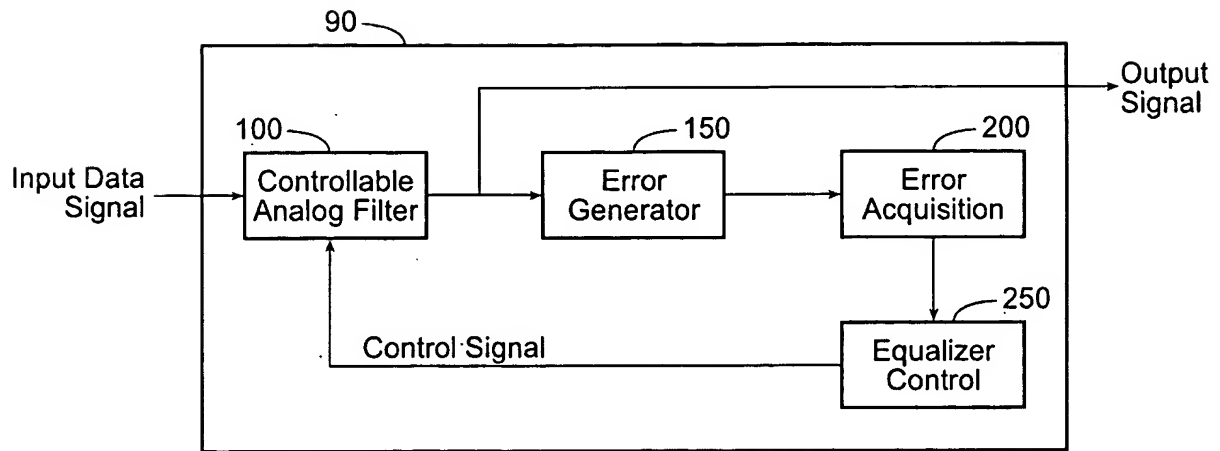 90
Output
Signal
100
150
200
Input Data
Signal
Controllable
Analog Filter
Error
Generator
Error
Acquisition
250
Control Signal
Equalizer
Control